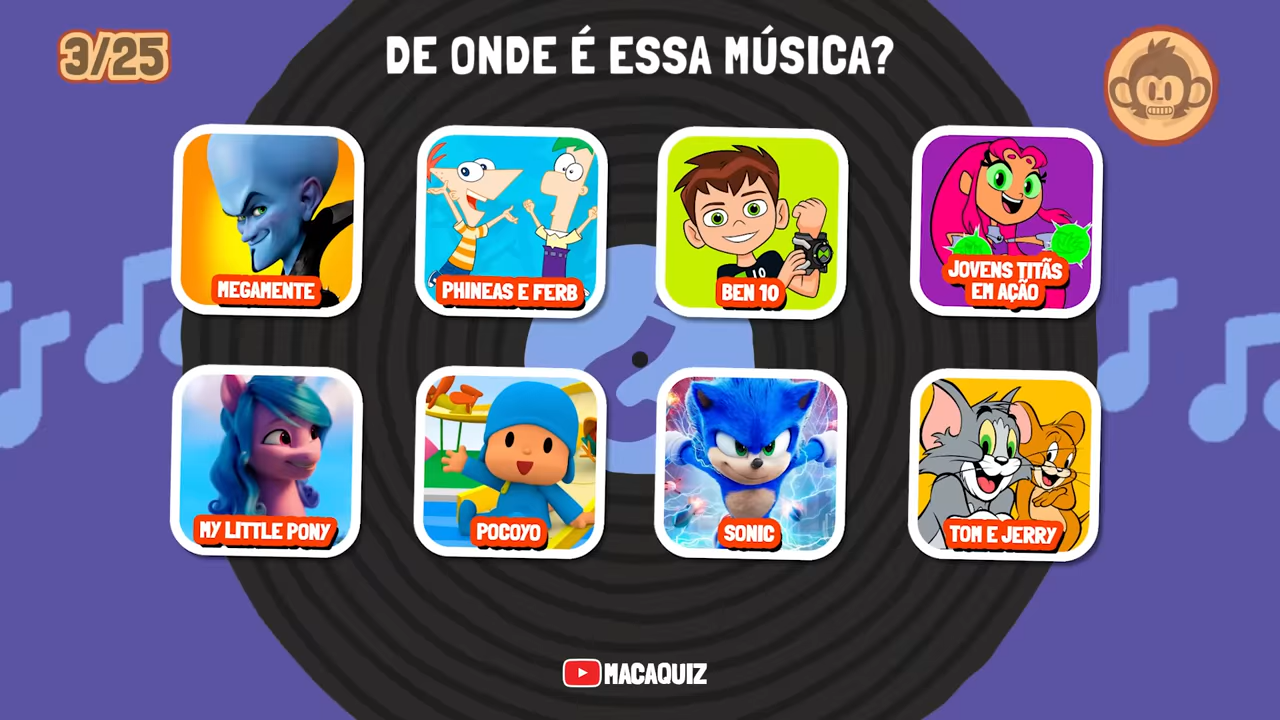 3/25
DE ONDE É ESSA MÚSICA?
MEGAMENTE
PHINEAS E FERB
10
BEN 10
JOVENS TITÃS
EM AÇÃO
MY LITTLE PONY
POCOYO
SONIC
TOM E JERRY
MACAQUIZ